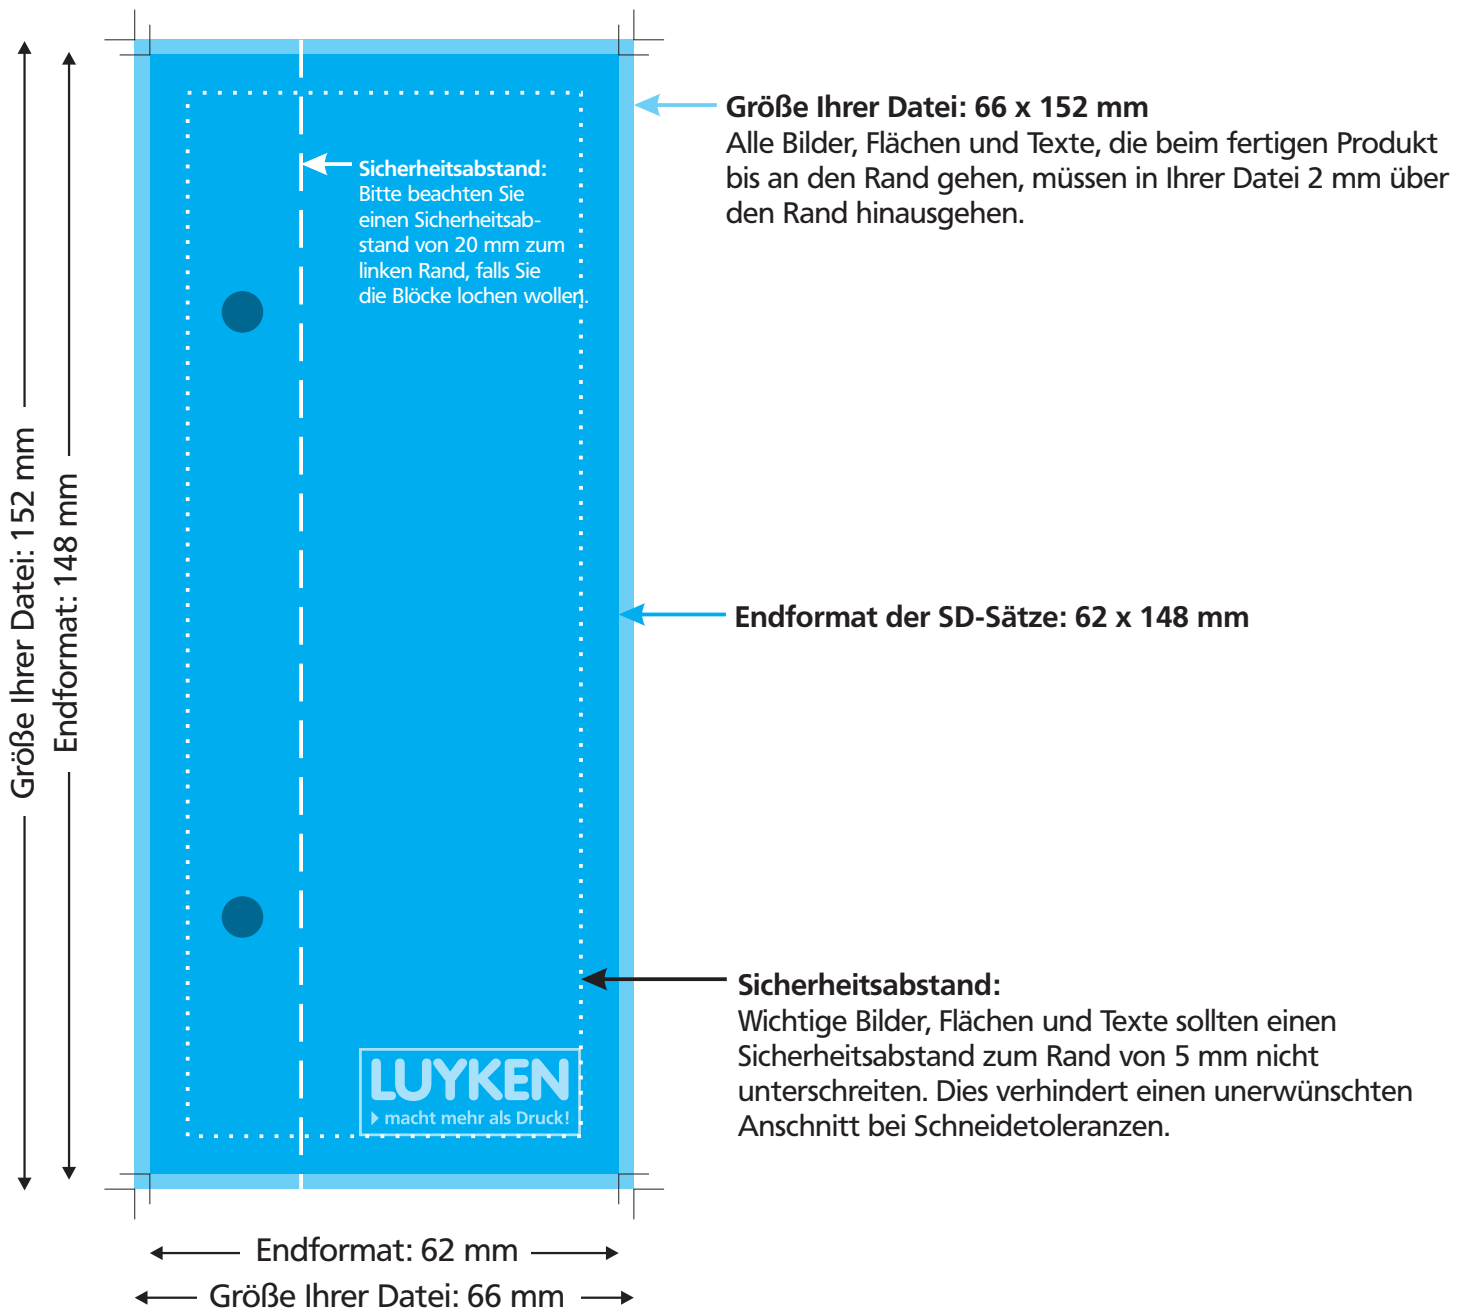 Größe Ihrer Datei: 66 x 152 mm
Alle Bilder, Flächen und Texte, die beim fertigen Produkt
bis an den Rand gehen, müssen in Ihrer Datei 2 mm über
den Rand hinausgehen.
Sicherheitsabstand:
Bitte beachten Sie
einen Sicherheitsab-
stand von 20 mm zum
linken Rand, falls Sie
die Blöcke lochen wollen.
Größe Ihrer Datei: 152 mm
Endformat: 148 mm
Endformat der SD-Sätze: 62 x 148 mm
Sicherheitsabstand:
Wichtige Bilder, Flächen und Texte sollten einen
Sicherheitsabstand zum Rand von 5 mm nicht
unterschreiten. Dies verhindert einen unerwünschten
Anschnitt bei Schneidetoleranzen.
LUYKEN
macht mehr als Druck!
Endformat: 62 mm
Größe Ihrer Datei: 66 mm